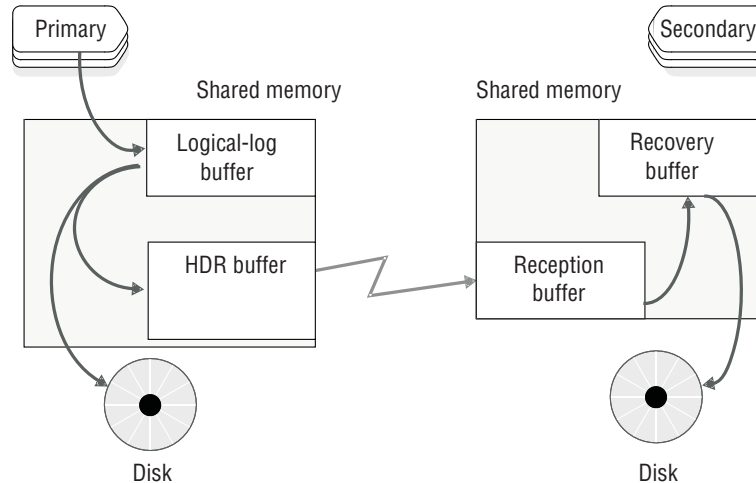 Primary
Secondary
Shared memory
Shared memory
Logical-log
buffer
Recovery
buffer
HDR buffer
Reception
buffer
Disk
Disk